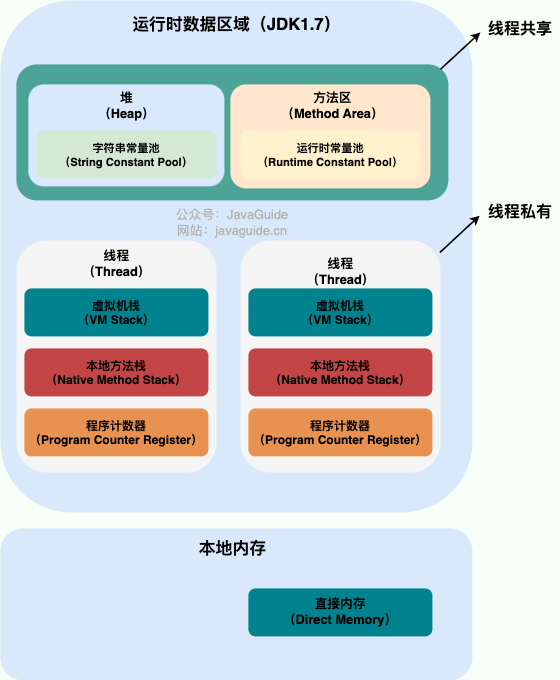 运行时数据区域（JDK1.7）
线程共享
堆
（Heap）
字符串常量池
（String Constant Pool）
方法区
（Method Area）
运行时常量池
（Runtime Constant Pool）
公众号：JavaGuide
网站：javaguide.cn
线程私有
线程
（Thread）
虚拟机栈
（VM Stack）
本地方法栈
（Native Method Stack）
程序计数器
（Program Counter Register）
线程
（Thread）
虚拟机栈
（VM Stack）
本地方法栈
（Native Method Stack）
程序计数器
（Program Counter Register）
本地内存
直接内存
（Direct Memory）